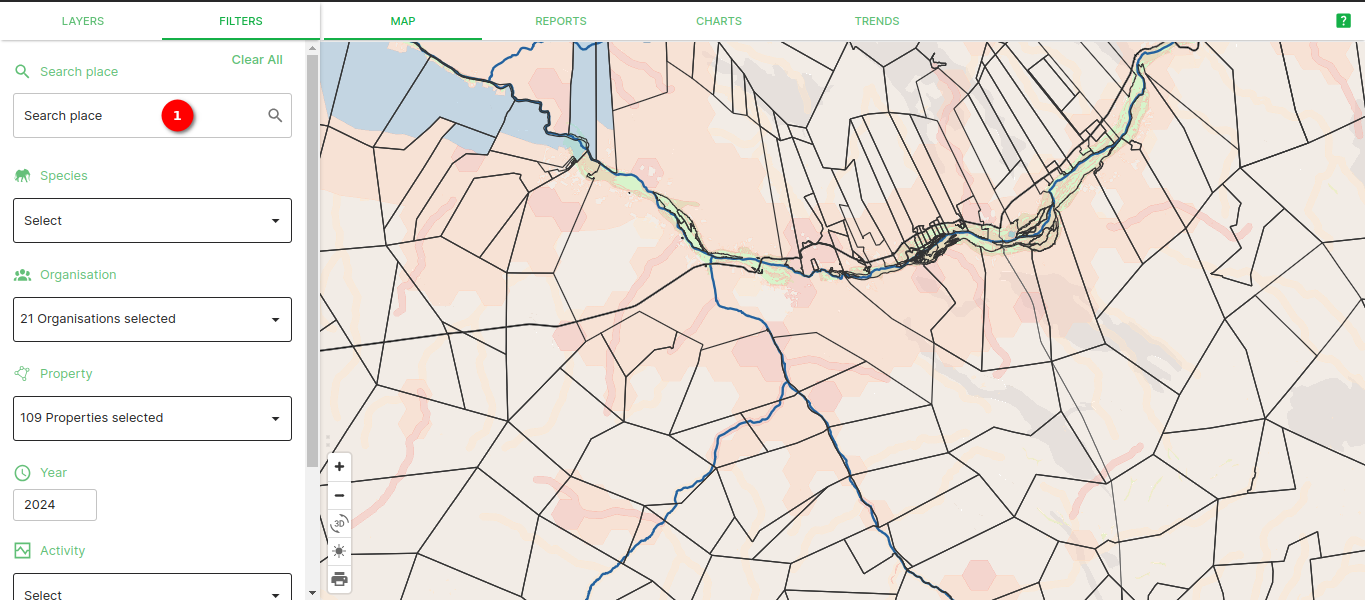 LAYERS
FILTERS
MAP
REPORTS
CHARTS
TRENDS
?
Clear All
Search place
Search place
1
Species
Select
Organisation
21 Organisations selected
Property
109 Properties selected
Year
2024
Activity
Select
+
−
3D